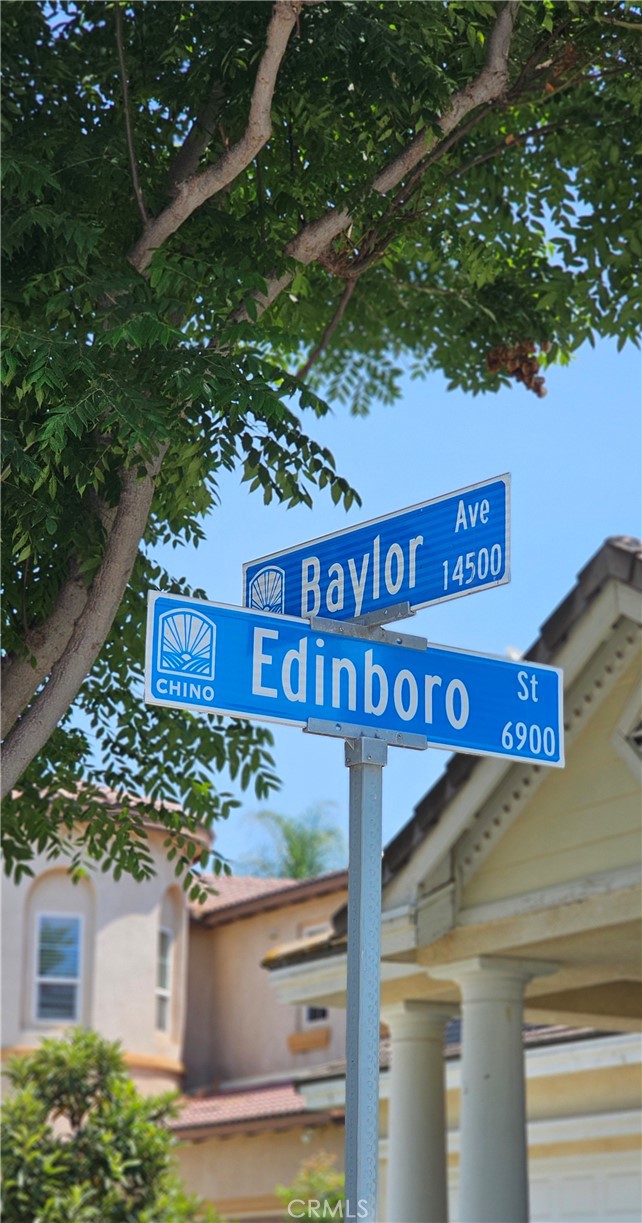 Baylor Ave
14500
CHINO
Edinboro St
6900
CRMLS